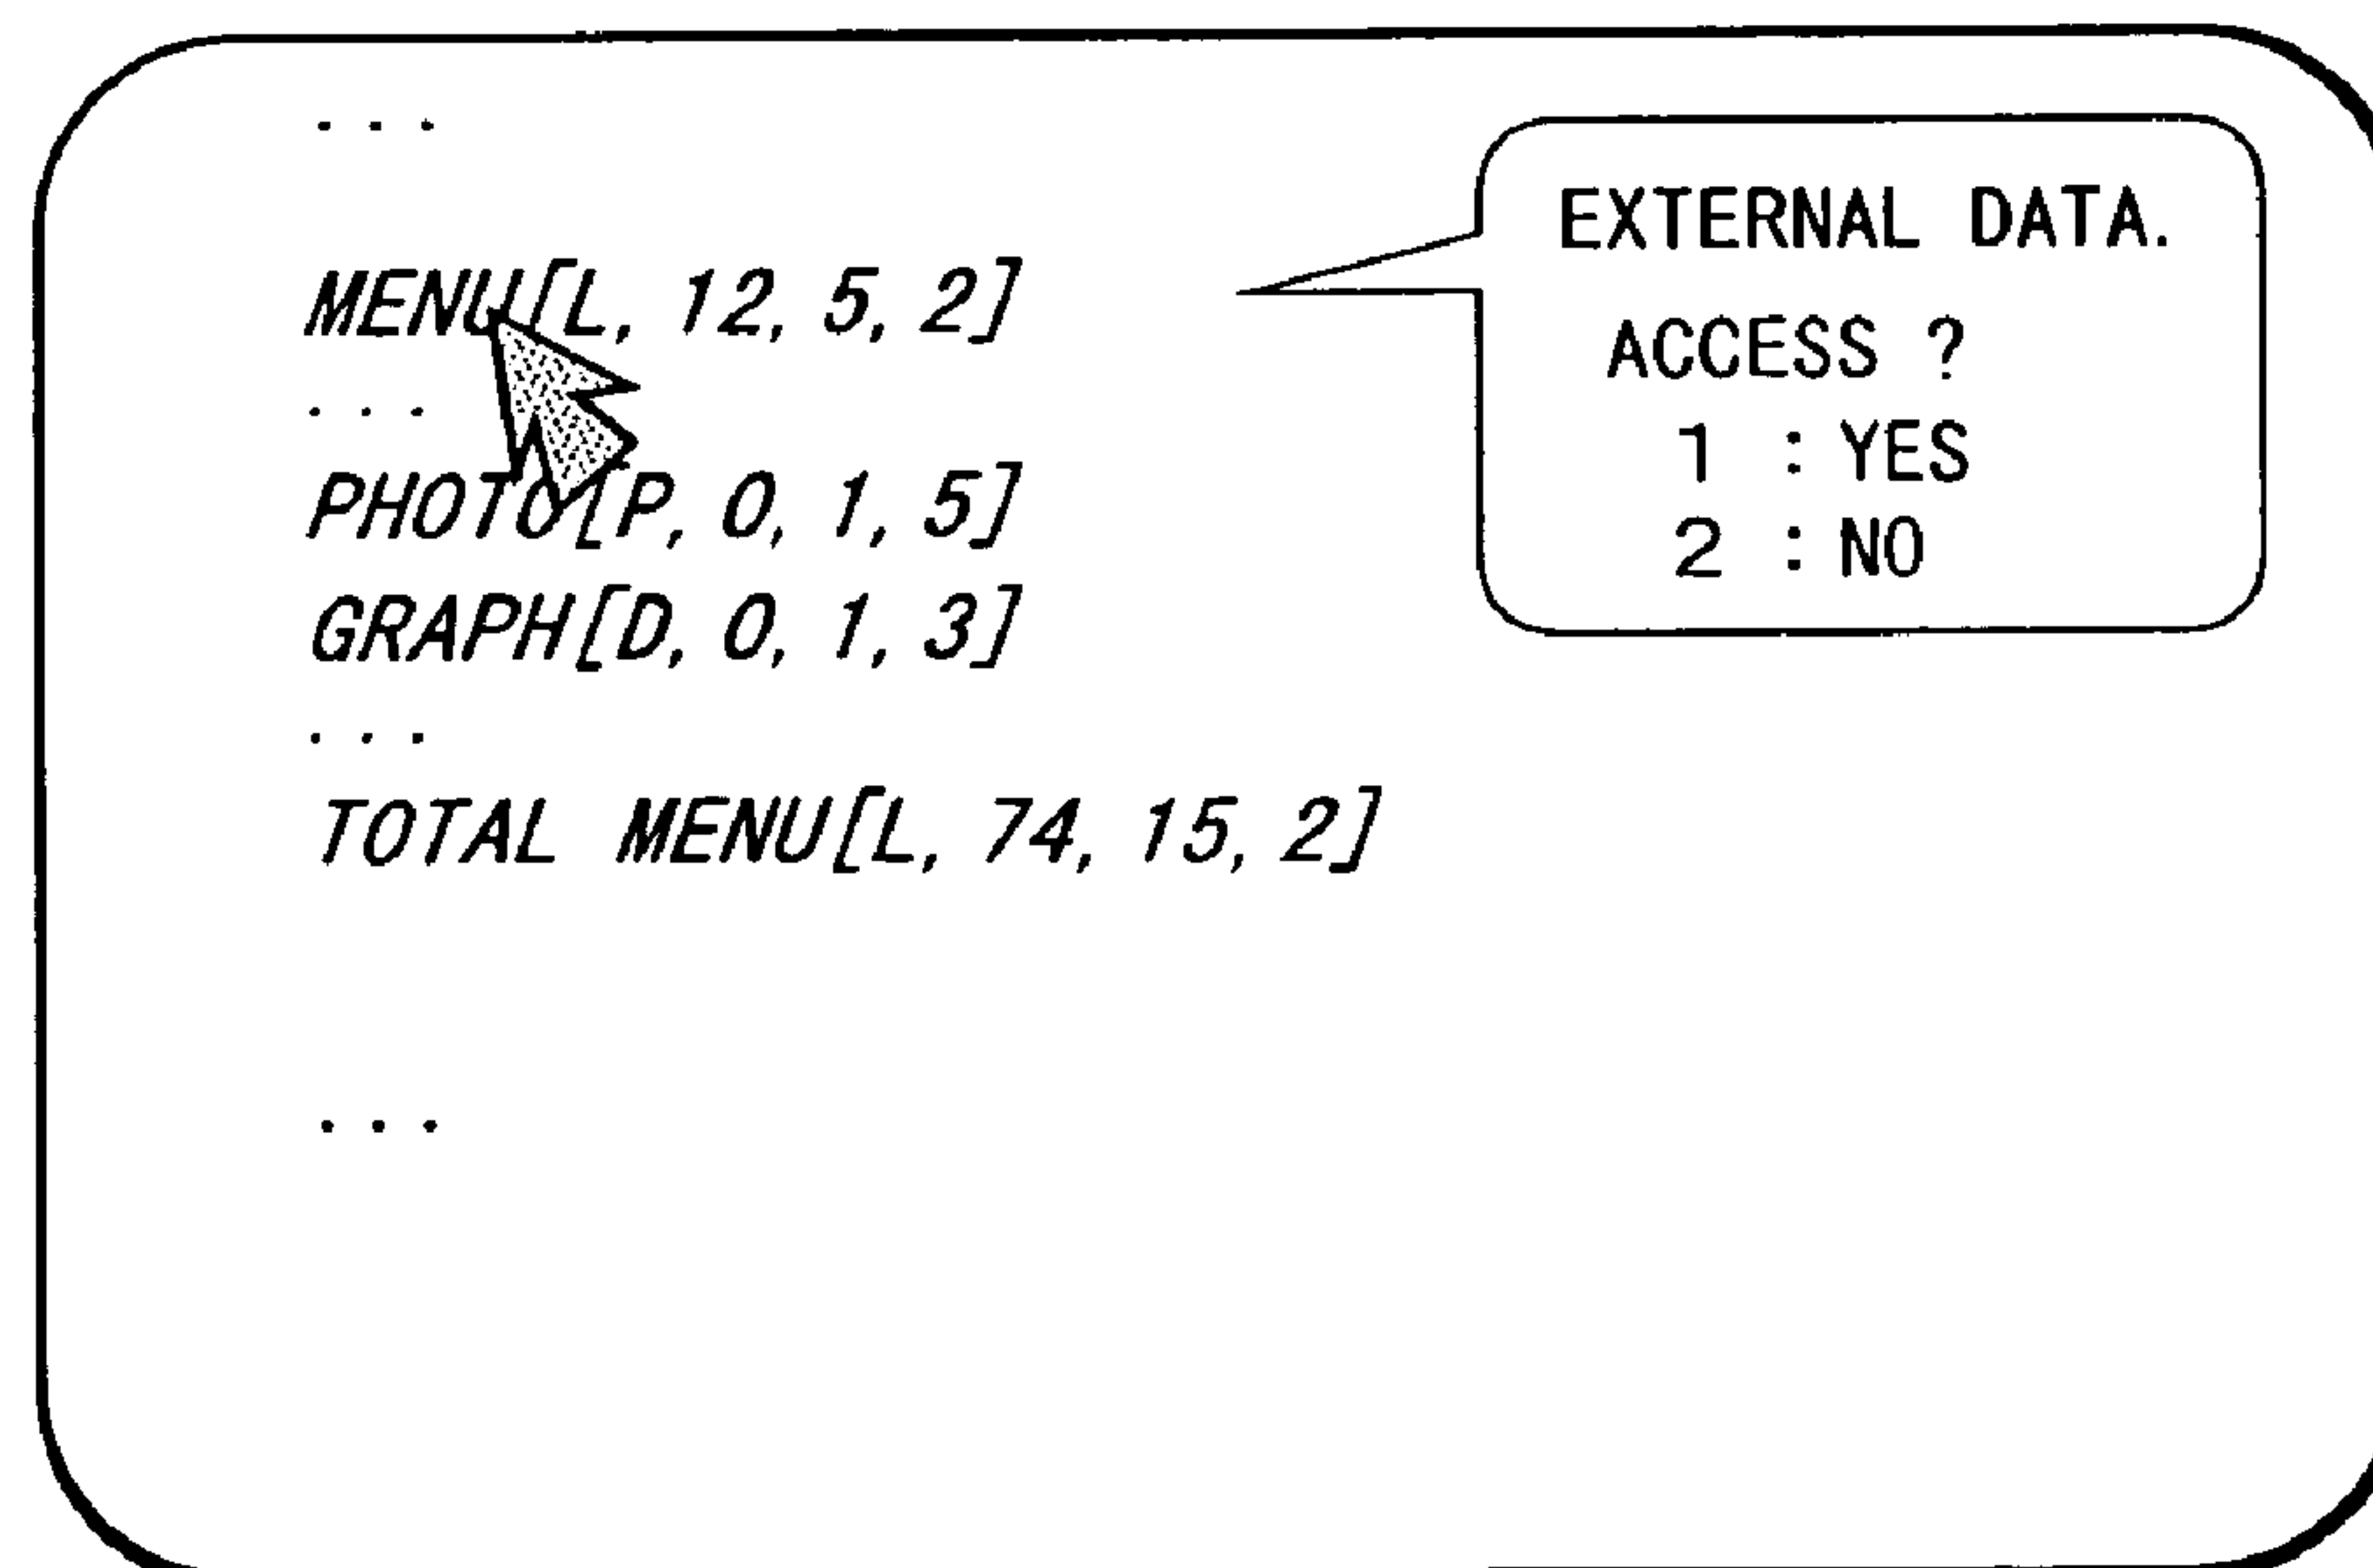 ...
MENU[L, 12, 5, 2]
...
PHOTO[P, 0, 1, 5]
GRAPH[D, 0, 1, 3]
...
TOTAL MENU[L, 74, 15, 2]
...
EXTERNAL DATA.
ACCESS ?
1 : YES
2 : NO